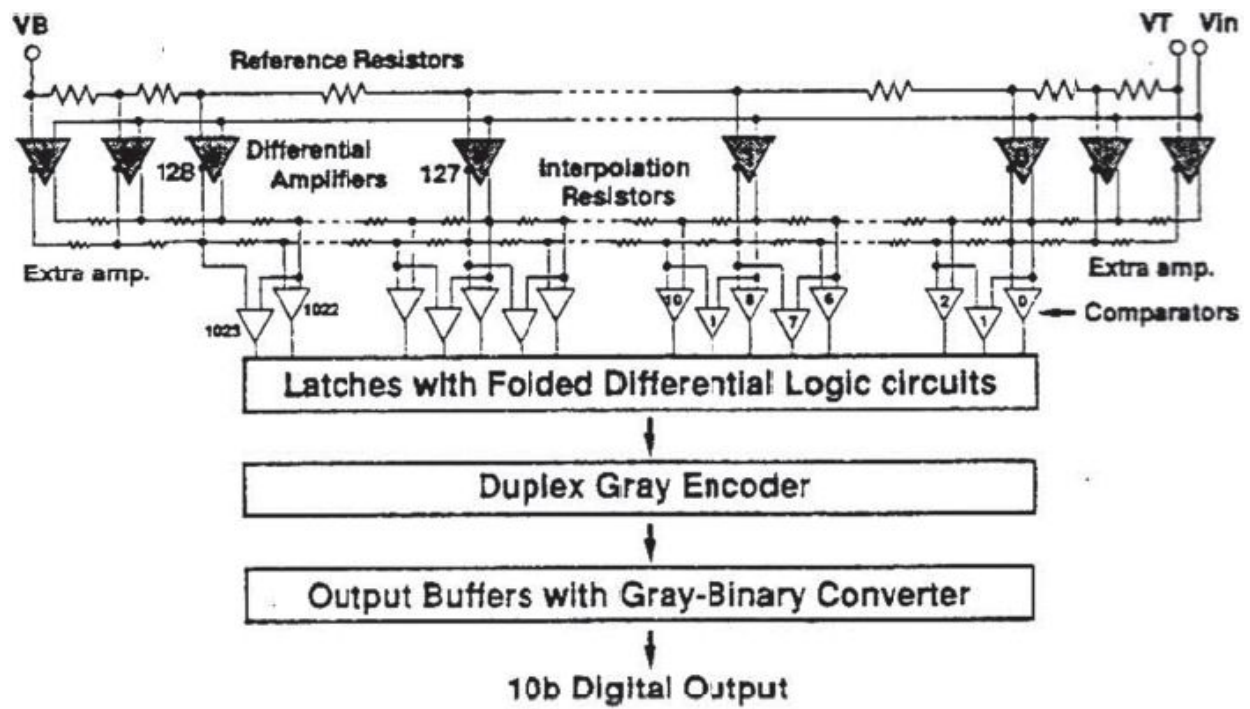 VB
VT Vin
Reference Resistors
128
Differential
Amplifiers
127
Interpolation
Resistors
Extra amp.
Extra amp.
1023
1022
10
8
7
6
2
1
0
Comparators
Latches with Folded Differential Logic circuits
Duplex Gray Encoder
Output Buffers with Gray-Binary Converter
10b Digital Output